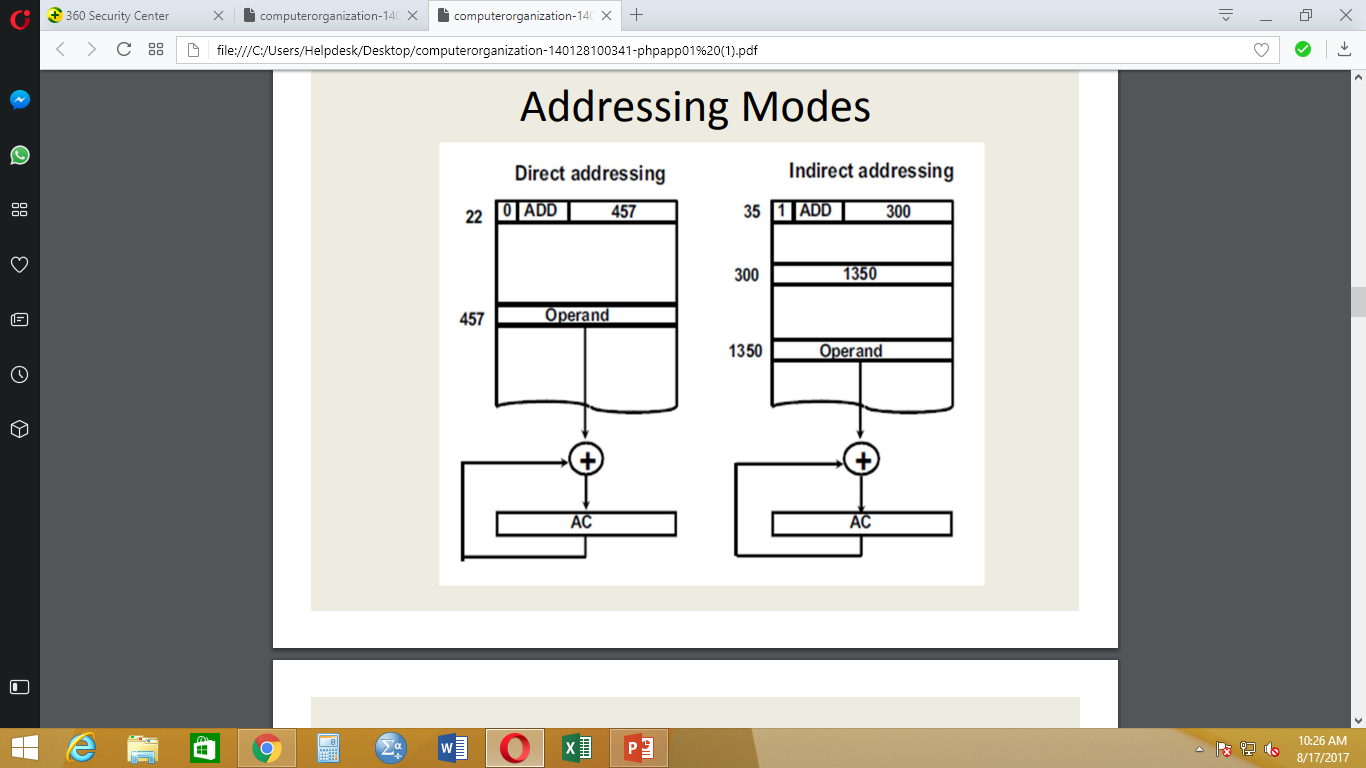 360 Security Center
computerorganization-140
computerorganization-140
file:///C:/Users/Helpdesk/Desktop/computerorganization-140128100341-phpapp01%20(1).pdf
Addressing Modes
Direct addressing
22 0 ADD 457
457 Operand
+
AC
Indirect addressing
35 1 ADD 300
300 1350
1350 Operand
+
AC
10:26 AM
8/17/2017